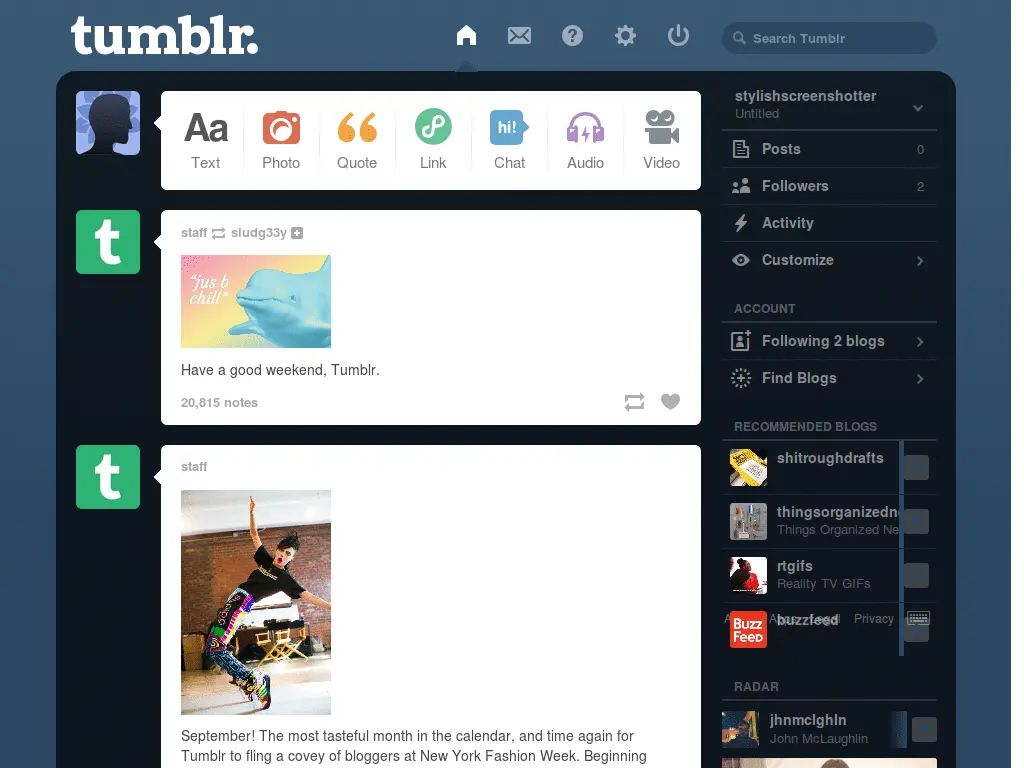 tumblr.
Search Tumblr
Aa
Text
Photo
Quote
Link
hi!
Chat
Audio
Video
t
staff sludg33y
"jus b
chill"
Have a good weekend, Tumblr.
20,815 notes
t
staff
September! The most tasteful month in the calendar, and time again for
Tumblr to fling a covey of bloggers at New York Fashion Week. Beginning
stylishscreenshotter
Untitled
Posts 0
Followers 2
Activity
Customize
ACCOUNT
Following 2 blogs
Find Blogs
RECOMMENDED BLOGS
shitroughdrafts
thingsorganizedn
Things Organized Ne
rtgifs
Reality TV GIFs
BuzzFeed
buzzfeed
Legal Privacy
RADAR
jhnmclghln
John McLaughlin